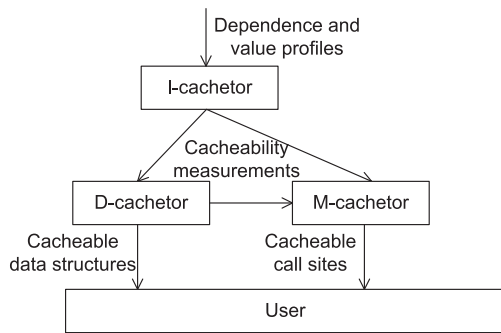 Dependence and
value profiles
I-cachetor
Cacheability
measurements
D-cachetor
M-cachetor
Cacheable
data structures
Cacheable
call sites
User